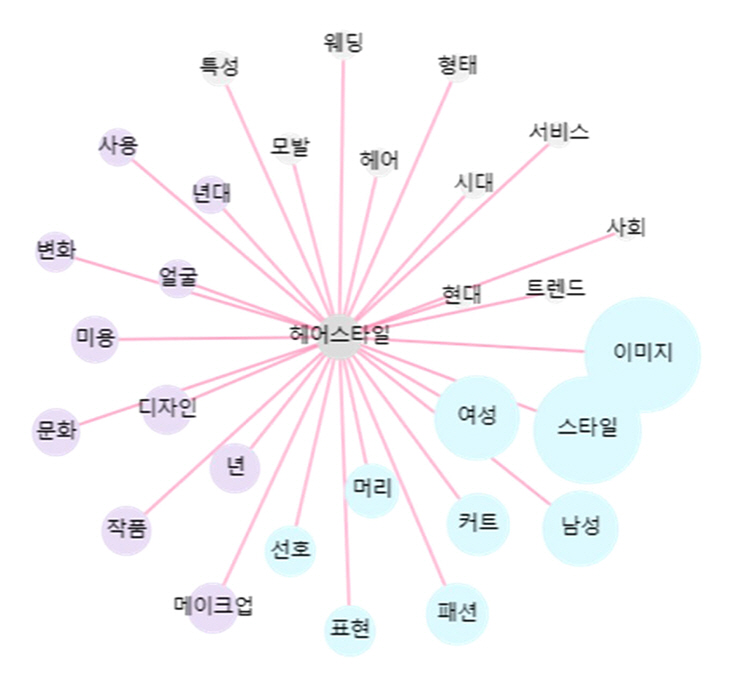 웨딩
특성
형태
서비스
사용
모발
헤어
시대
년대
사회
변화
얼굴
현대
트렌드
헤어스타일
미용
이미지
디자인
여성
스타일
문화
년
머리
작품
커트
남성
선호
메이크업
표현
패션